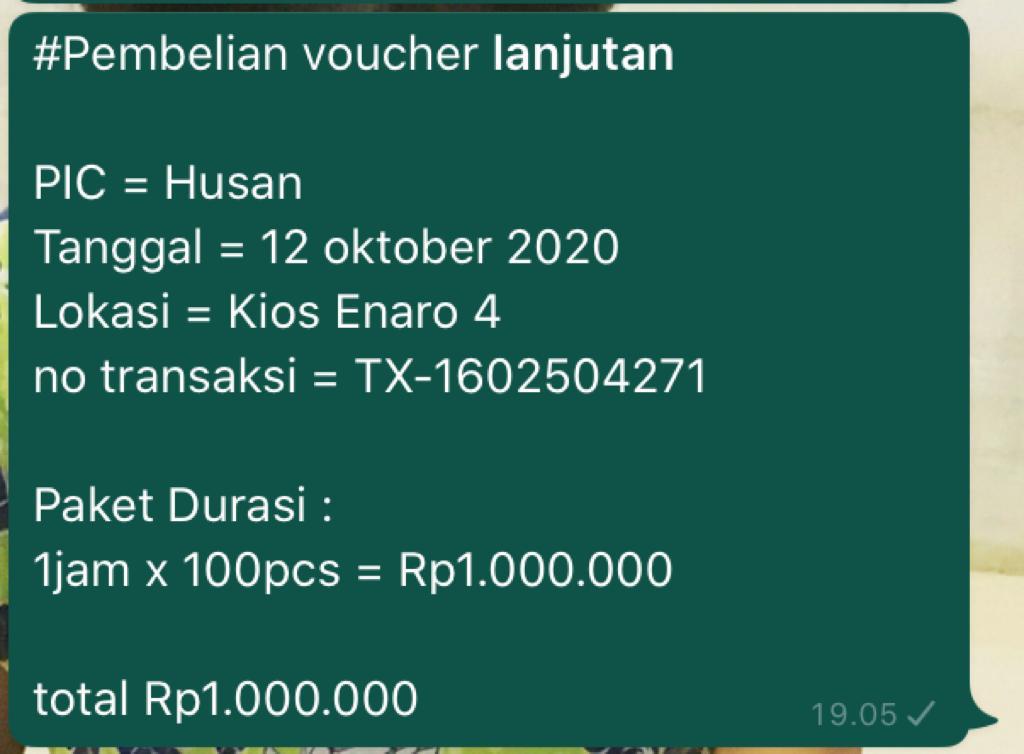 #Pembelian voucher lanjutan
PIC = Husan
Tanggal = 12 oktober 2020
Lokasi = Kios Enaro 4
no transaksi = TX-1602504271
Paket Durasi :
1jam x 100pcs = Rp1.000.000
total Rp1.000.000
19.05